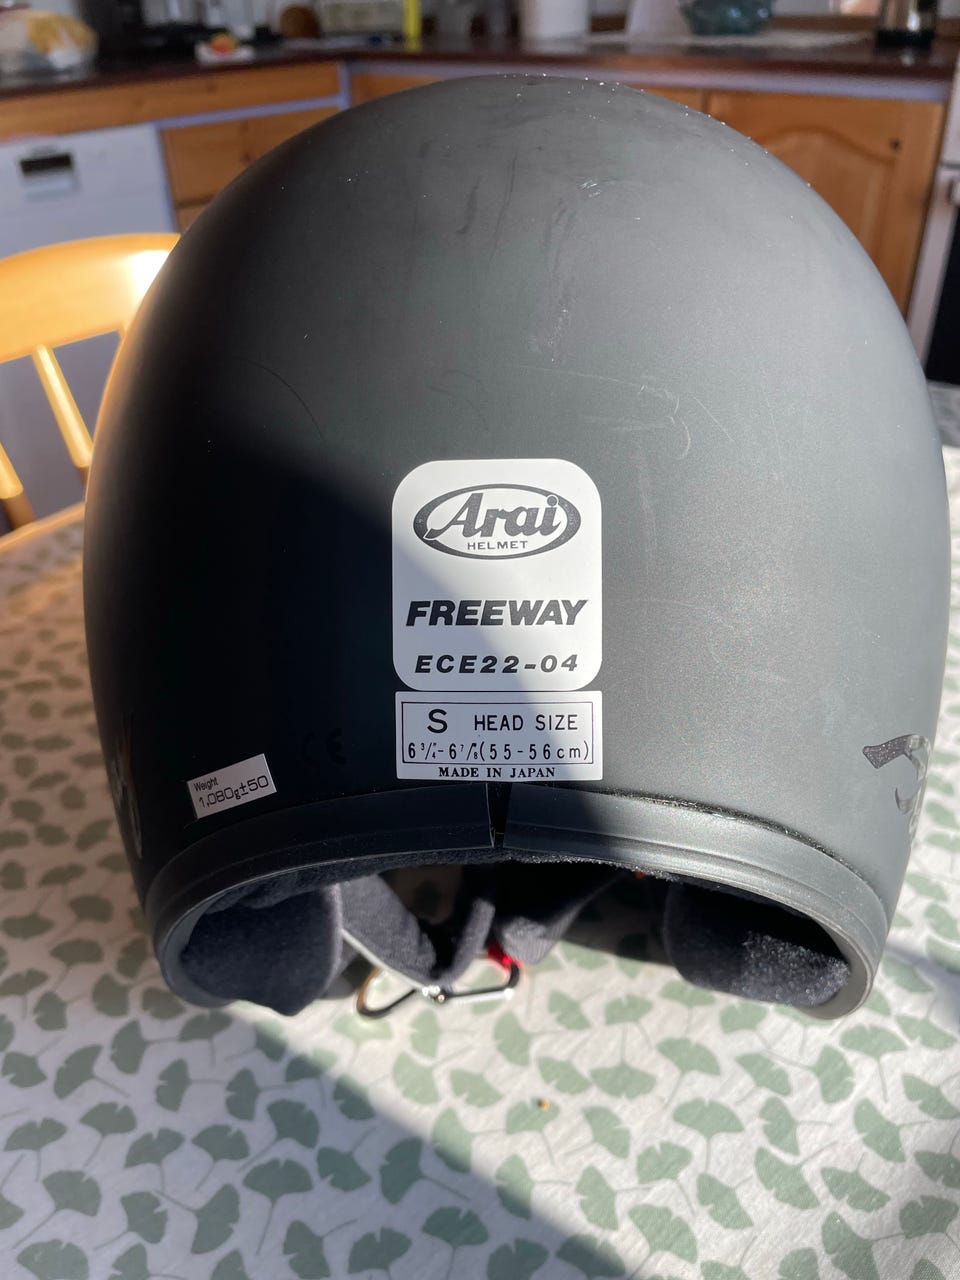 Arai
HELMET
FREEWAY
ECE22-04
S HEAD SIZE
6 3/4-6 7/8(55-56cm)
MADE IN JAPAN
Weight
1,080g±50
CE